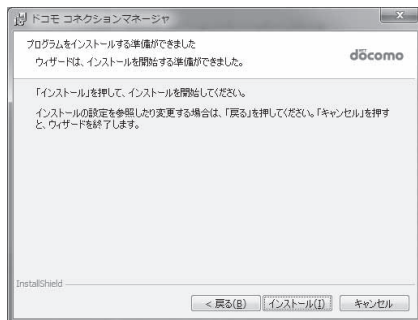 ドコモ コネクションマネージャ
プログラムをインストールする準備ができました
ウィザードは、インストールを開始する準備ができました。
döcomo
「インストール」を押して、インストールを開始してください。
インストールの設定を参照したり変更する場合は、「戻る」を押してください。「キャンセル」を押す
と、ウィザードを終了します。
InstallShield
< 戻る(B)
インストール(I)
キャンセル